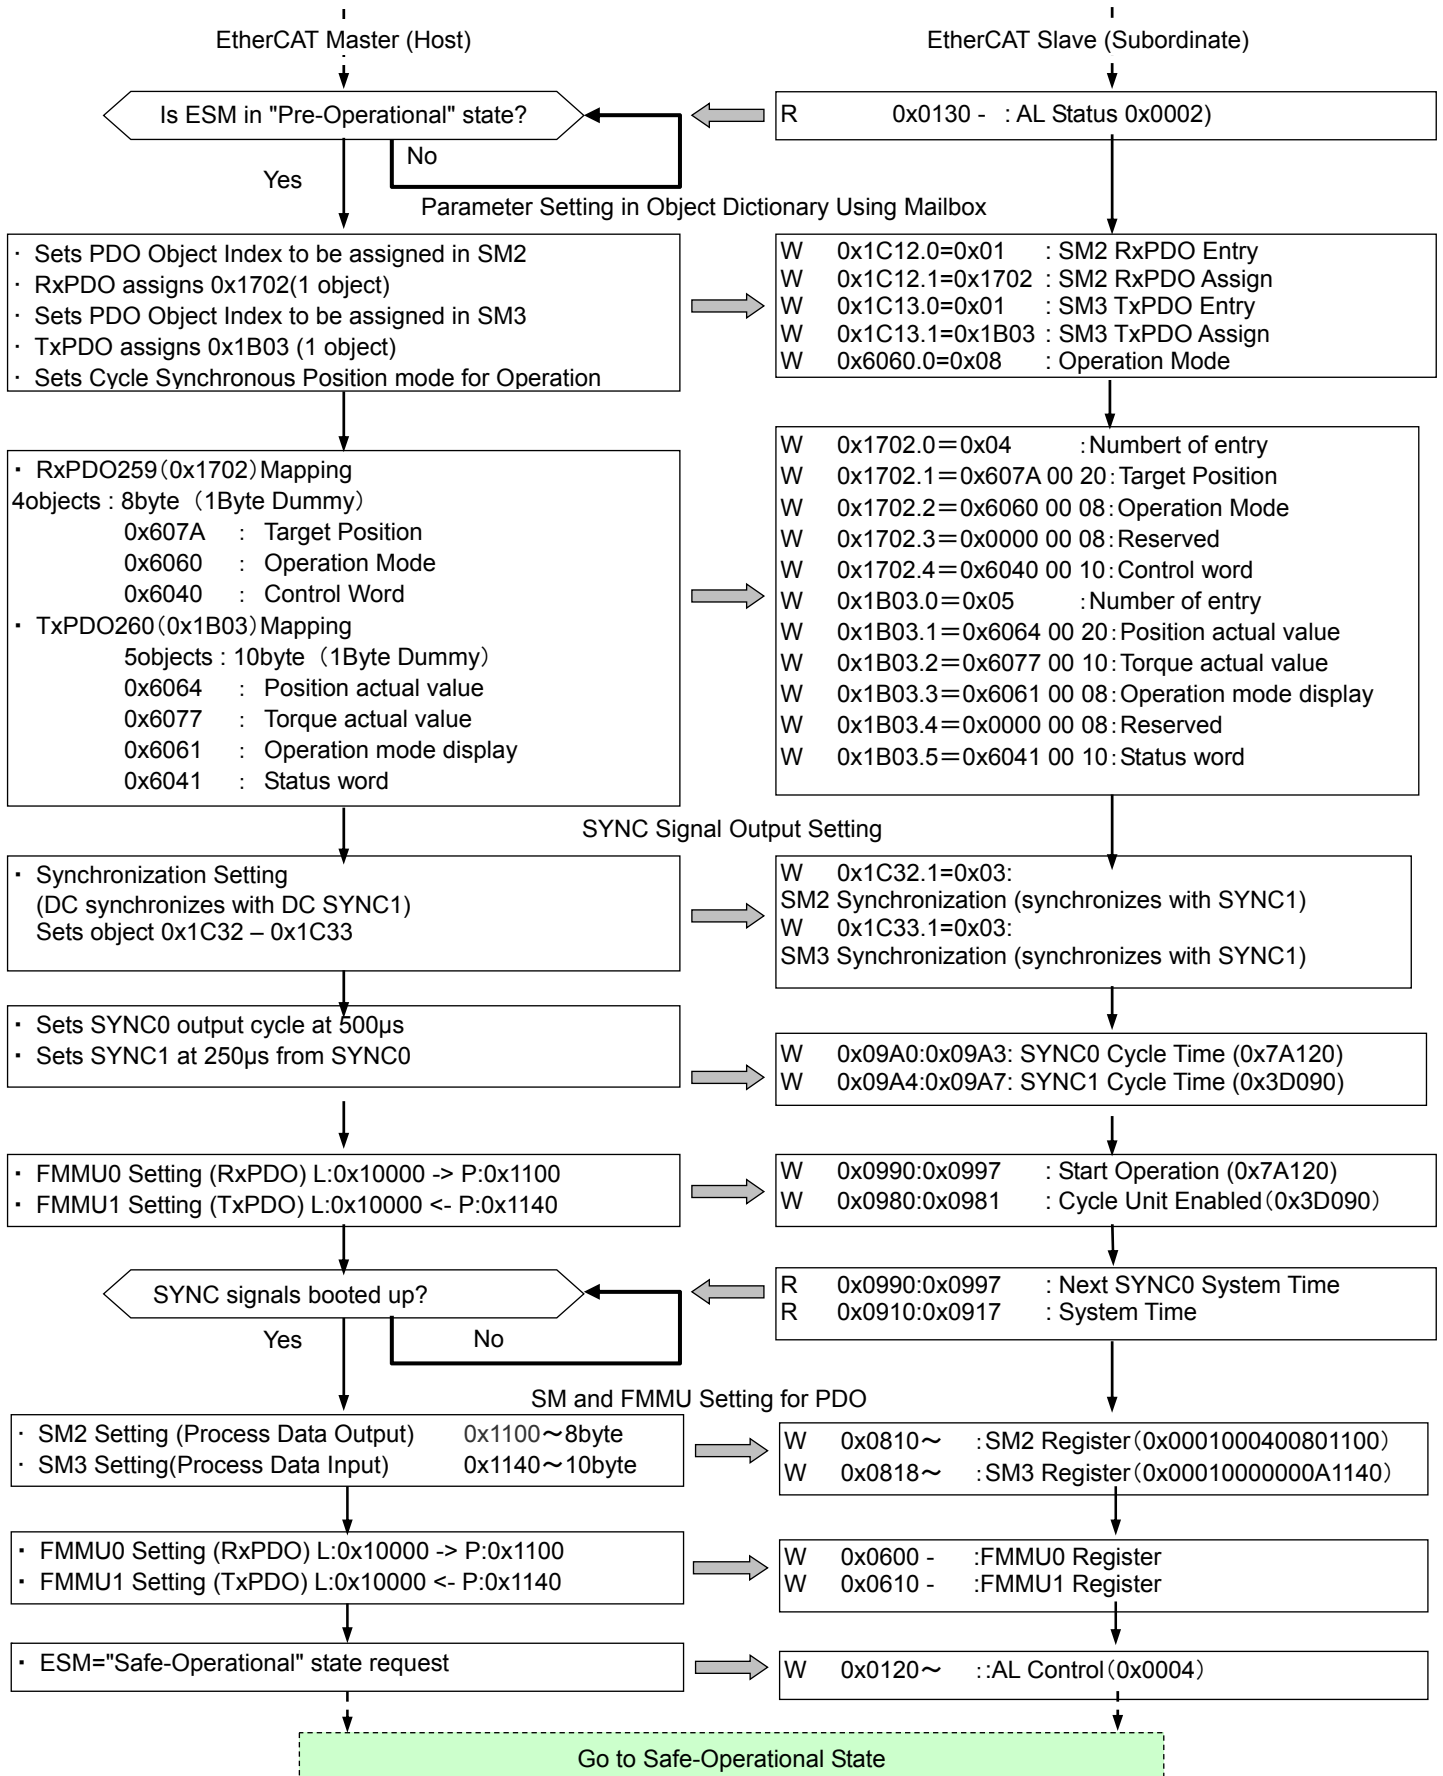 EtherCAT Master (Host)
EtherCAT Slave (Subordinate)
Is ESM in "Pre-Operational" state?
R 0x0130 - : AL Status 0x0002)
No
Yes
Parameter Setting in Object Dictionary Using Mailbox
· Sets PDO Object Index to be assigned in SM2
· RxPDO assigns 0x1702(1 object)
· Sets PDO Object Index to be assigned in SM3
· TxPDO assigns 0x1B03 (1 object)
· Sets Cycle Synchronous Position mode for Operation
W 0x1C12.0=0x01 : SM2 RxPDO Entry
W 0x1C12.1=0x1702 : SM2 RxPDO Assign
W 0x1C13.0=0x01 : SM3 TxPDO Entry
W 0x1C13.1=0x1B03 : SM3 TxPDO Assign
W 0x6060.0=0x08 : Operation Mode
· RxPDO259(0x1702)Mapping
4objects : 8byte (1Byte Dummy)
0x607A : Target Position
0x6060 : Operation Mode
0x6040 : Control Word
· TxPDO260(0x1B03)Mapping
5objects : 10byte (1Byte Dummy)
0x6064 : Position actual value
0x6077 : Torque actual value
0x6061 : Operation mode display
0x6041 : Status word
W 0x1702.0=0x04 :Numbert of entry
W 0x1702.1=0x607A 00 20:Target Position
W 0x1702.2=0x6060 00 08:Operation Mode
W 0x1702.3=0x0000 00 08:Reserved
W 0x1702.4=0x6040 00 10:Control word
W 0x1B03.0=0x05 :Number of entry
W 0x1B03.1=0x6064 00 20:Position actual value
W 0x1B03.2=0x6077 00 10:Torque actual value
W 0x1B03.3=0x6061 00 08:Operation mode display
W 0x1B03.4=0x0000 00 08:Reserved
W 0x1B03.5=0x6041 00 10:Status word
SYNC Signal Output Setting
· Synchronization Setting
(DC synchronizes with DC SYNC1)
Sets object 0x1C32 – 0x1C33
W 0x1C32.1=0x03:
SM2 Synchronization (synchronizes with SYNC1)
W 0x1C33.1=0x03:
SM3 Synchronization (synchronizes with SYNC1)
· Sets SYNC0 output cycle at 500µs
· Sets SYNC1 at 250µs from SYNC0
W 0x09A0:0x09A3: SYNC0 Cycle Time (0x7A120)
W 0x09A4:0x09A7: SYNC1 Cycle Time (0x3D090)
· FMMU0 Setting (RxPDO) L:0x10000 -> P:0x1100
· FMMU1 Setting (TxPDO) L:0x10000 <- P:0x1140
W 0x0990:0x0997 : Start Operation (0x7A120)
W 0x0980:0x0981 : Cycle Unit Enabled(0x3D090)
SYNC signals booted up?
R 0x0990:0x0997 : Next SYNC0 System Time
R 0x0910:0x0917 : System Time
Yes
No
SM and FMMU Setting for PDO
· SM2 Setting (Process Data Output) 0x1100~8byte
· SM3 Setting(Process Data Input) 0x1140~10byte
W 0x0810~ :SM2 Register(0x0001000400801100)
W 0x0818~ :SM3 Register(0x00010000000A1140)
· FMMU0 Setting (RxPDO) L:0x10000 -> P:0x1100
· FMMU1 Setting (TxPDO) L:0x10000 <- P:0x1140
W 0x0600 - :FMMU0 Register
W 0x0610 - :FMMU1 Register
· ESM="Safe-Operational" state request
W 0x0120~ ::AL Control(0x0004)
Go to Safe-Operational State